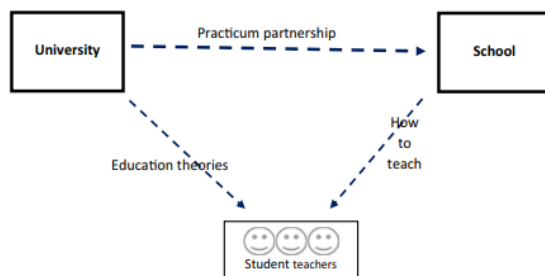 Practicum partnership
University
School
How
to
teach
Education theories
Student teachers